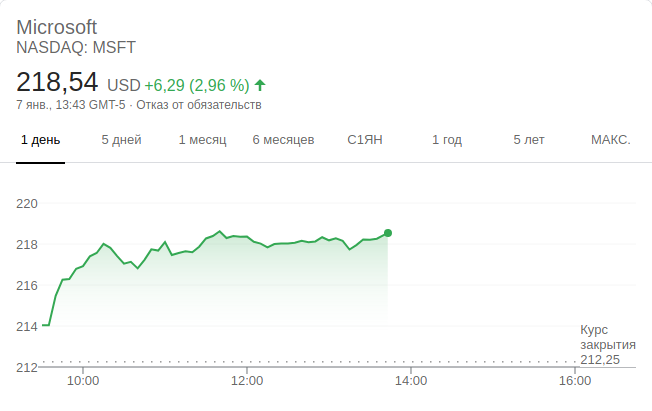 Microsoft
NASDAQ: MSFT
218,54 USD +6,29 (2,96 %)
7 янв., 13:43 GMT-5 · Отказ от обязательств
1 день 5 дней 1 месяц 6 месяцев С1ЯН 1 год 5 лет МАКС.
220
218
216
214
Курс
закрытия
212,25
212
10:00 12:00 14:00 16:00